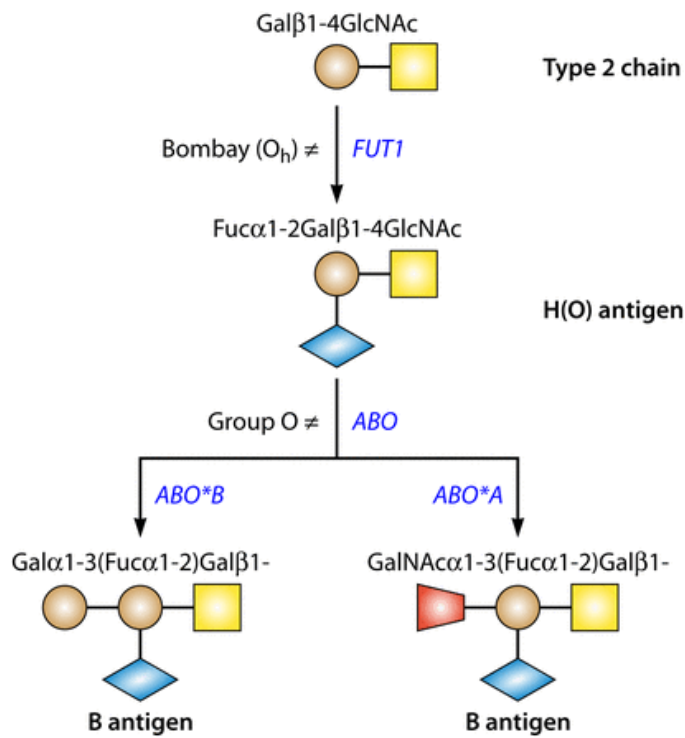 Galβ1-4GlcNAc
Type 2 chain
Bombay (Oh) ≠ FUT1
Fucα1-2Galβ1-4GlcNAc
H(O) antigen
Group O ≠ ABO
ABO*B
ABO*A
Galα1-3(Fucα1-2)Galβ1-
GalNAcα1-3(Fucα1-2)Galβ1-
B antigen
B antigen